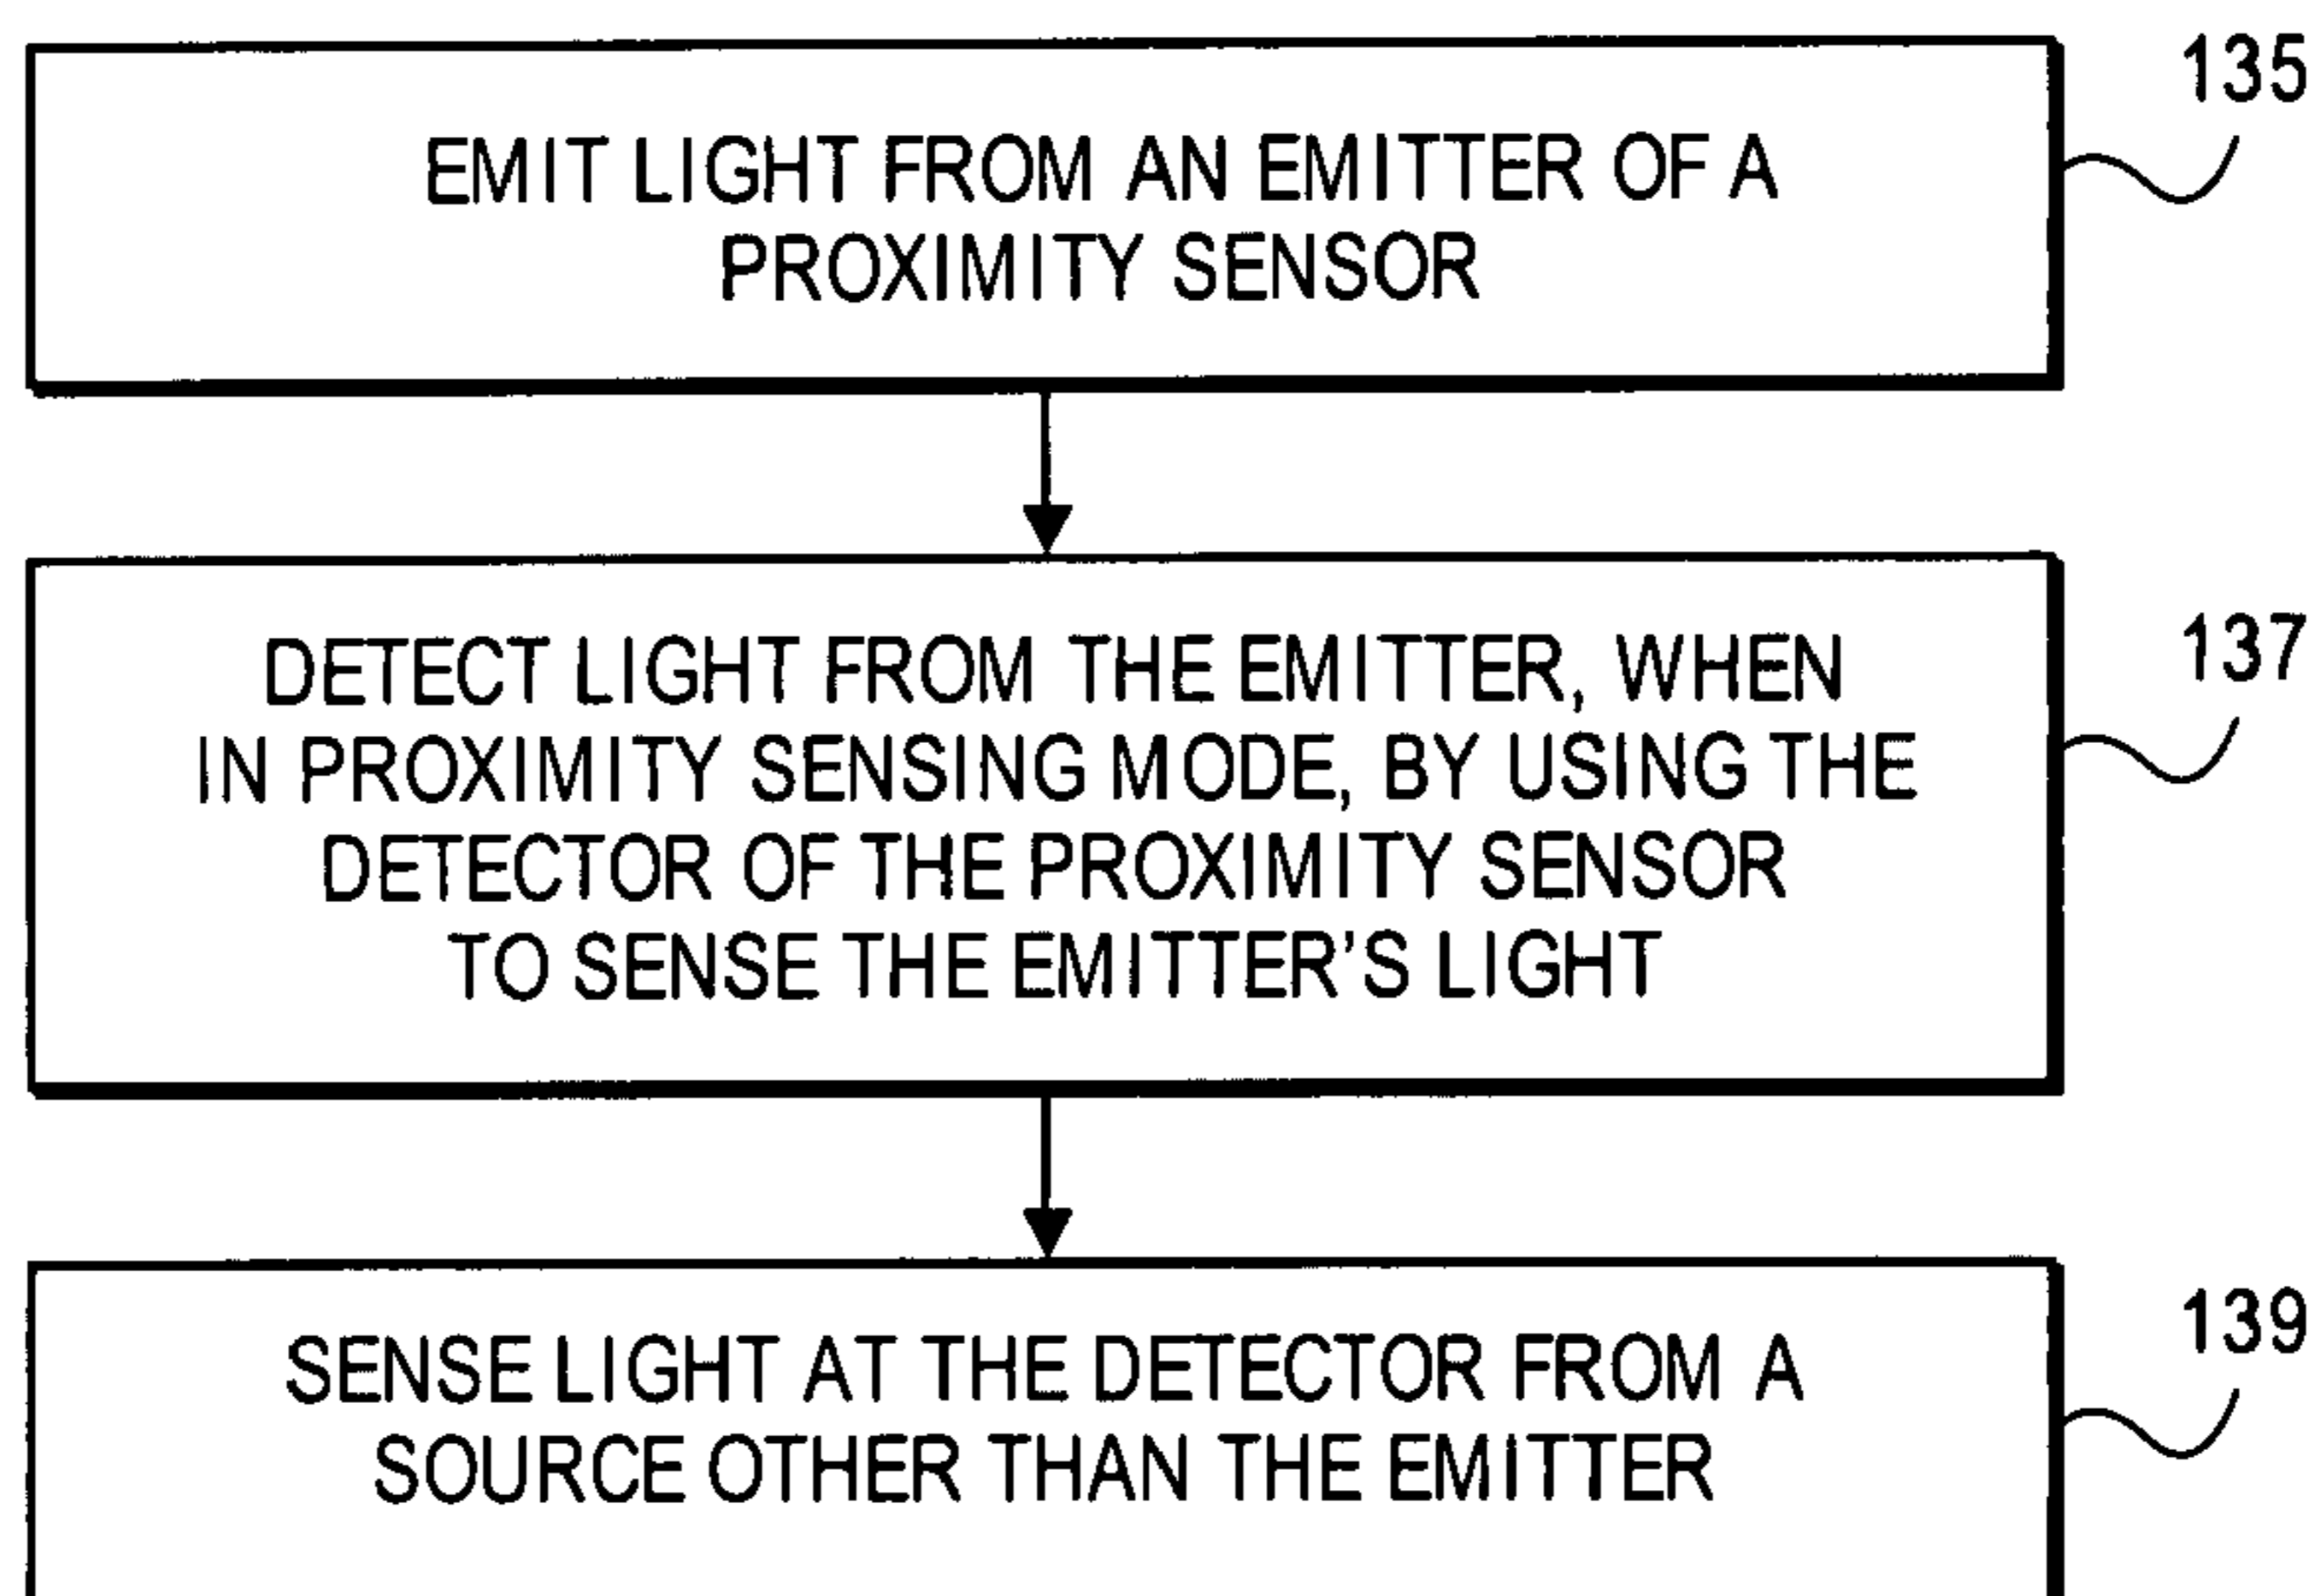 135
EMIT LIGHT FROM AN EMITTER OF A
PROXIMITY SENSOR
137
DETECT LIGHT FROM THE EMITTER, WHEN
IN PROXIMITY SENSING MODE, BY USING THE
DETECTOR OF THE PROXIMITY SENSOR
TO SENSE THE EMITTER'S LIGHT
139
SENSE LIGHT AT THE DETECTOR FROM A
SOURCE OTHER THAN THE EMITTER